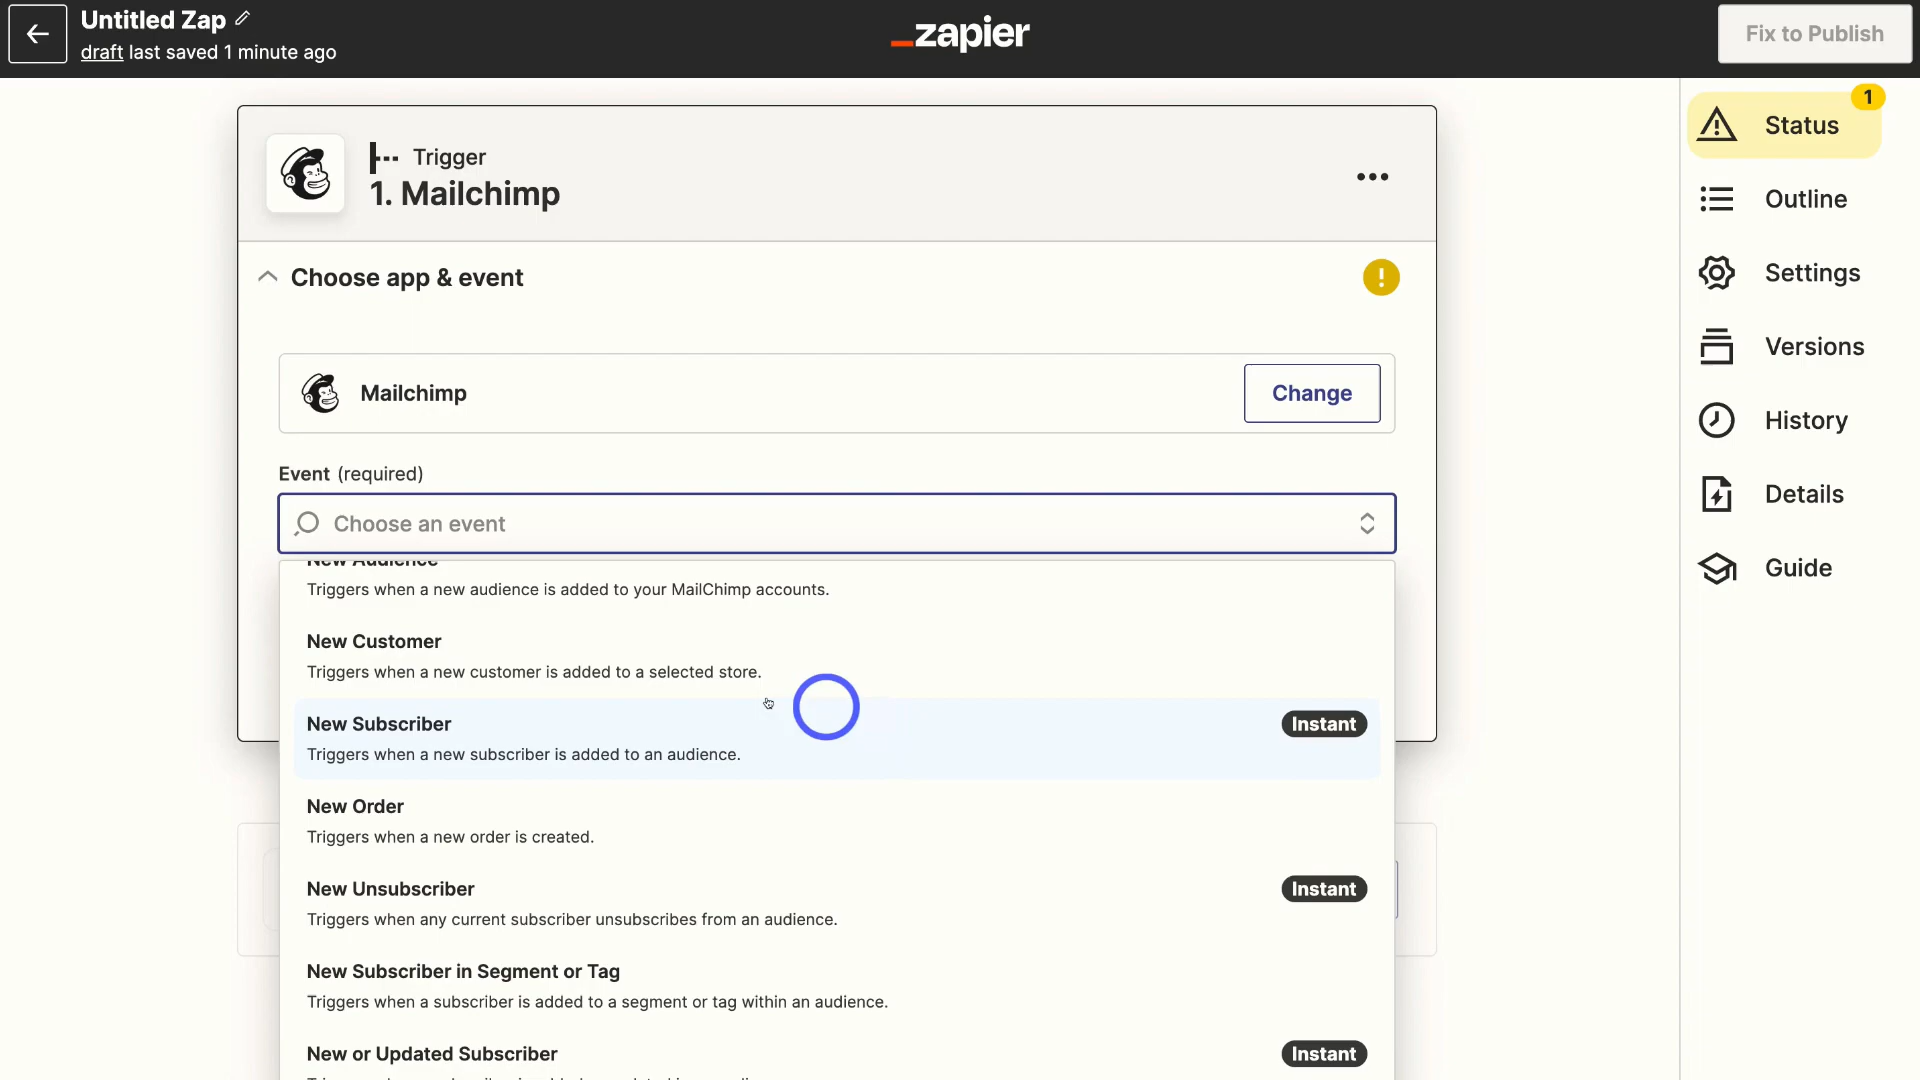 Untitled Zap
draft last saved 1 minute ago
zapier
Fix to Publish
Trigger
1. Mailchimp
Choose app & event
Mailchimp
Change
Event (required)
Choose an event
New Audience
Triggers when a new audience is added to your MailChimp accounts.
New Customer
Triggers when a new customer is added to a selected store.
New Subscriber
Instant
Triggers when a new subscriber is added to an audience.
New Order
Triggers when a new order is created.
New Unsubscriber
Instant
Triggers when any current subscriber unsubscribes from an audience.
New Subscriber in Segment or Tag
Triggers when a subscriber is added to a segment or tag within an audience.
New or Updated Subscriber
Instant
1
Status
Outline
Settings
Versions
History
Details
Guide